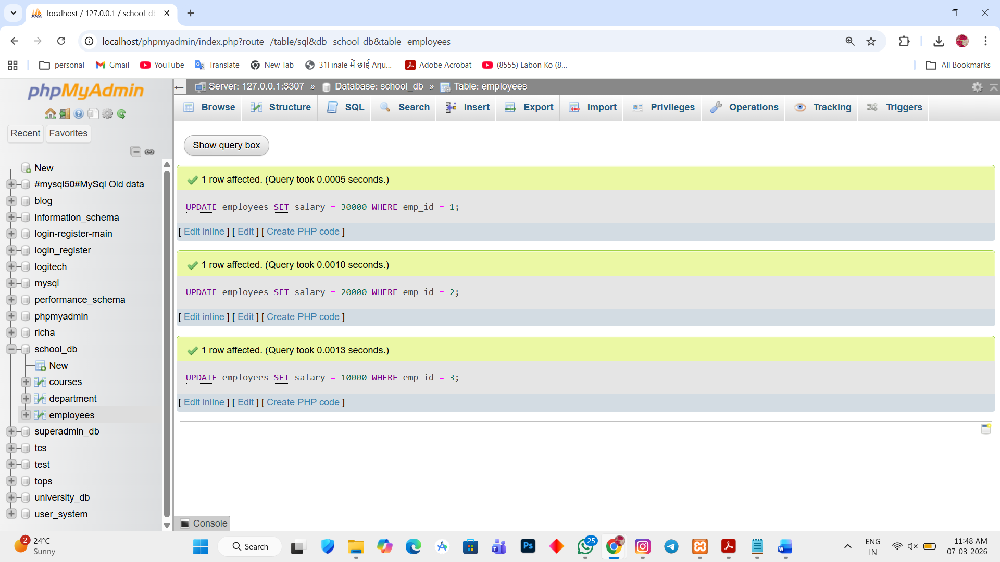 localhost / 127.0.0.1 / school_d
localhost/phpmyadmin/index.php?route=/table/sql&db=school_db&table=employees
personal
Gmail
YouTube
Translate
New Tab
31Finale में छाई Arju...
Adobe Acrobat
(8555) Labon Ko (8...
All Bookmarks
phpMyAdmin
Recent
Favorites
New
#mysql50#MySql Old data
blog
information_schema
login-register-main
login_register
logitech
mysql
performance_schema
phpmyadmin
richa
school_db
New
courses
department
employees
superadmin_db
tcs
test
tops
university_db
user_system
Server: 127.0.0.1:3307 » Database: school_db » Table: employees
Browse
Structure
SQL
Search
Insert
Export
Import
Privileges
Operations
Tracking
Triggers
Show query box
1 row affected. (Query took 0.0005 seconds.)
UPDATE employees SET salary = 30000 WHERE emp_id = 1;
[ Edit inline ] [ Edit ] [ Create PHP code ]
1 row affected. (Query took 0.0010 seconds.)
UPDATE employees SET salary = 20000 WHERE emp_id = 2;
[ Edit inline ] [ Edit ] [ Create PHP code ]
1 row affected. (Query took 0.0013 seconds.)
UPDATE employees SET salary = 10000 WHERE emp_id = 3;
[ Edit inline ] [ Edit ] [ Create PHP code ]
Console
2
24°C
Sunny
Search
Ps
25
W
ENG
IN
11:48 AM
07-03-2026